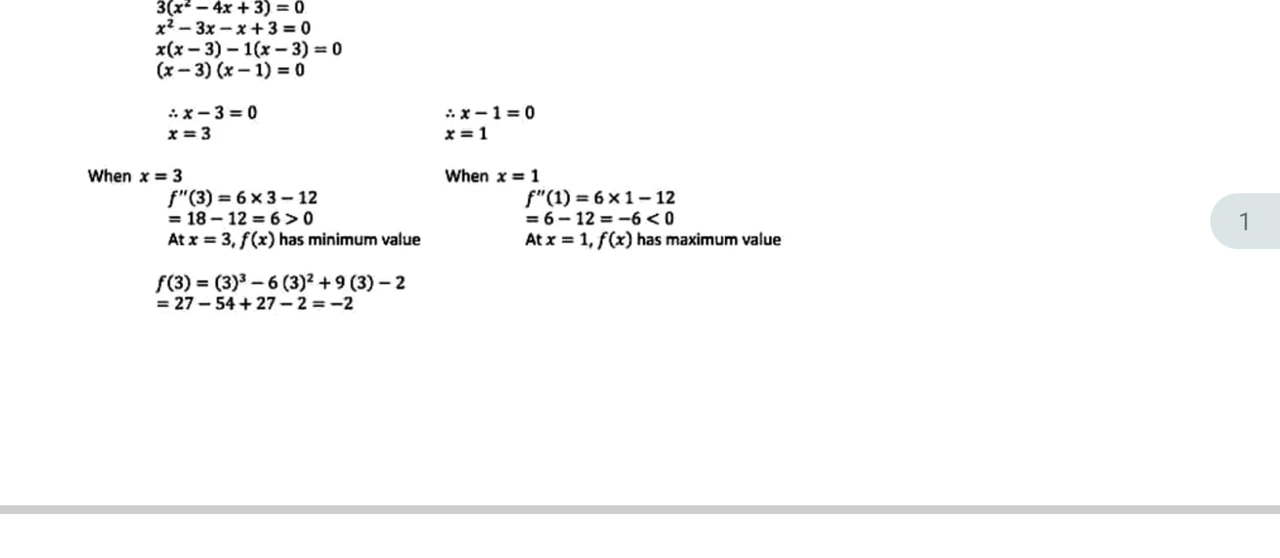 3(x² – 4x + 3) = 0
x² – 3x – x + 3 = 0
x(x – 3) – 1(x – 3) = 0
(x – 3) (x – 1) = 0
∴ x – 3 = 0
x = 3
∴ x – 1 = 0
x = 1
When x = 3
f″(3) = 6 × 3 – 12
= 18 – 12 = 6 > 0
At x = 3, f(x) has minimum value
When x = 1
f″(1) = 6 × 1 – 12
= 6 – 12 = –6 < 0
At x = 1, f(x) has maximum value
f(3) = (3)³ – 6 (3)² + 9 (3) – 2
= 27 – 54 + 27 – 2 = –2
1